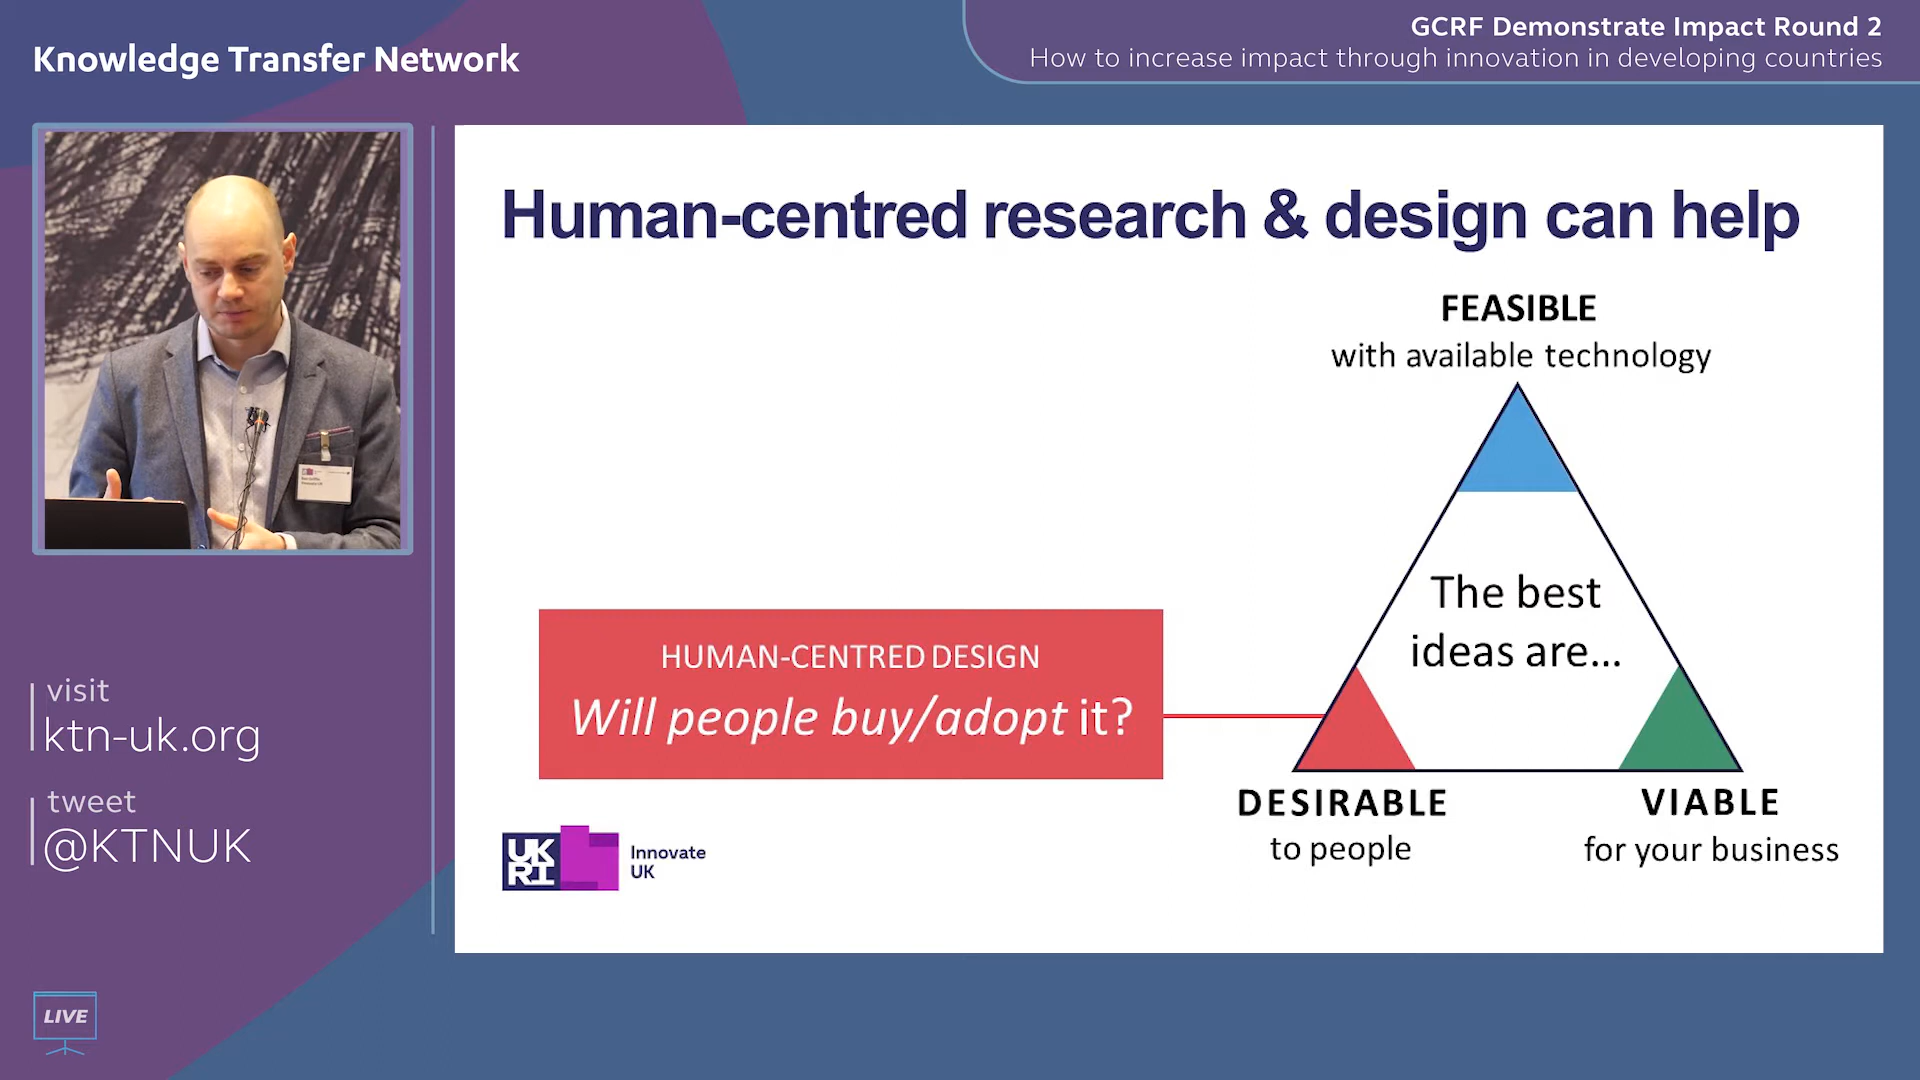 Knowledge Transfer Network
GCRF Demonstrate Impact Round 2
How to increase impact through innovation in developing countries
Human-centred research & design can help
FEASIBLE
with available technology
The best
ideas are...
HUMAN-CENTRED DESIGN
Will people buy/adopt it?
DESIRABLE
to people
VIABLE
for your business
UK
RI
Innovate
UK
visit
ktn-uk.org
tweet
@KTNUK
LIVE